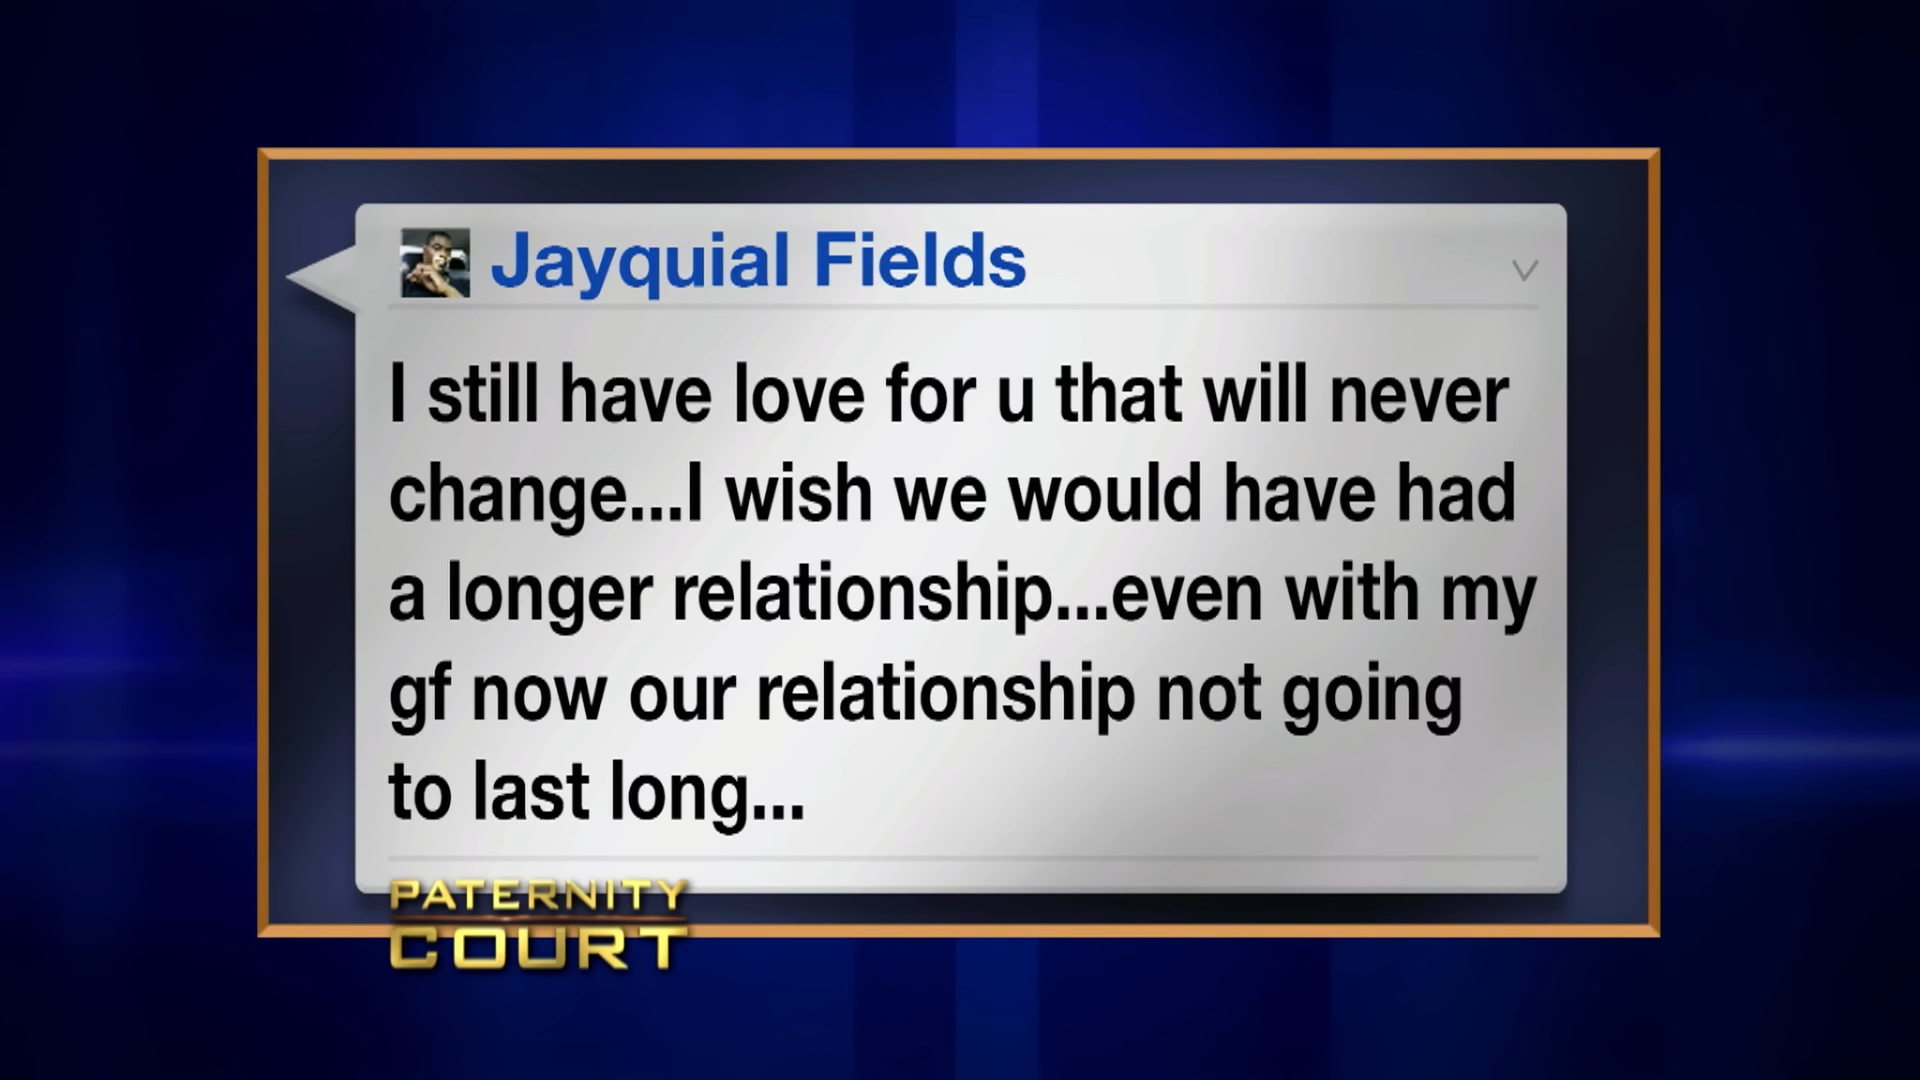 Jayquial Fields
I still have love for u that will never
change...I wish we would have had
a longer relationship...even with my
gf now our relationship not going
to last long...
PATERNITY
COURT